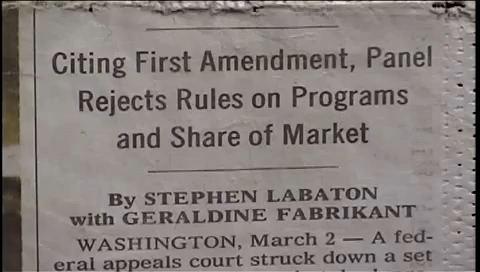 Citing First Amendment, Panel
Rejects Rules on Programs
and Share of Market
By STEPHEN LABATON
with GERALDINE FABRIKANT
WASHINGTON, March 2 — A fed-
eral appeals court struck down a set